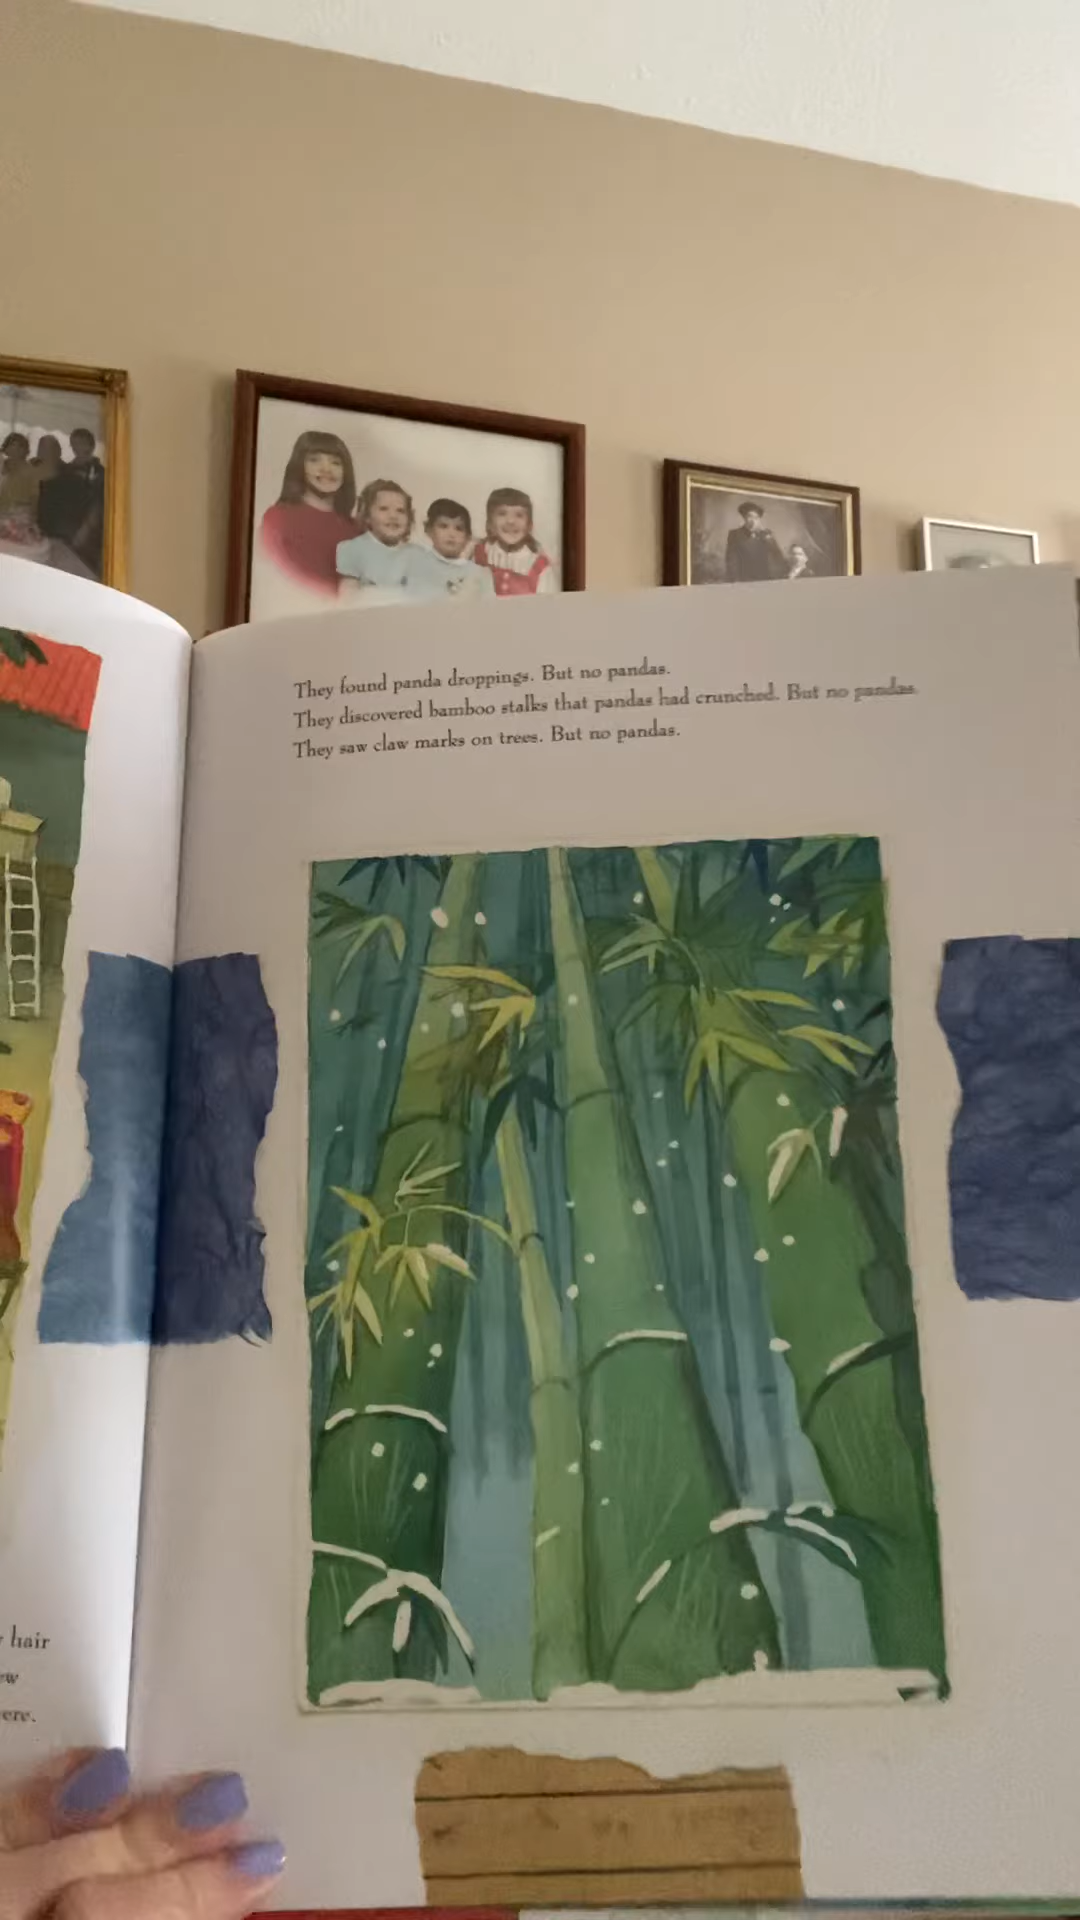 They found panda droppings. But no pandas.
They discovered bamboo stalks that pandas had crunched. But no pandas.
They saw claw marks on trees. But no pandas.
hair